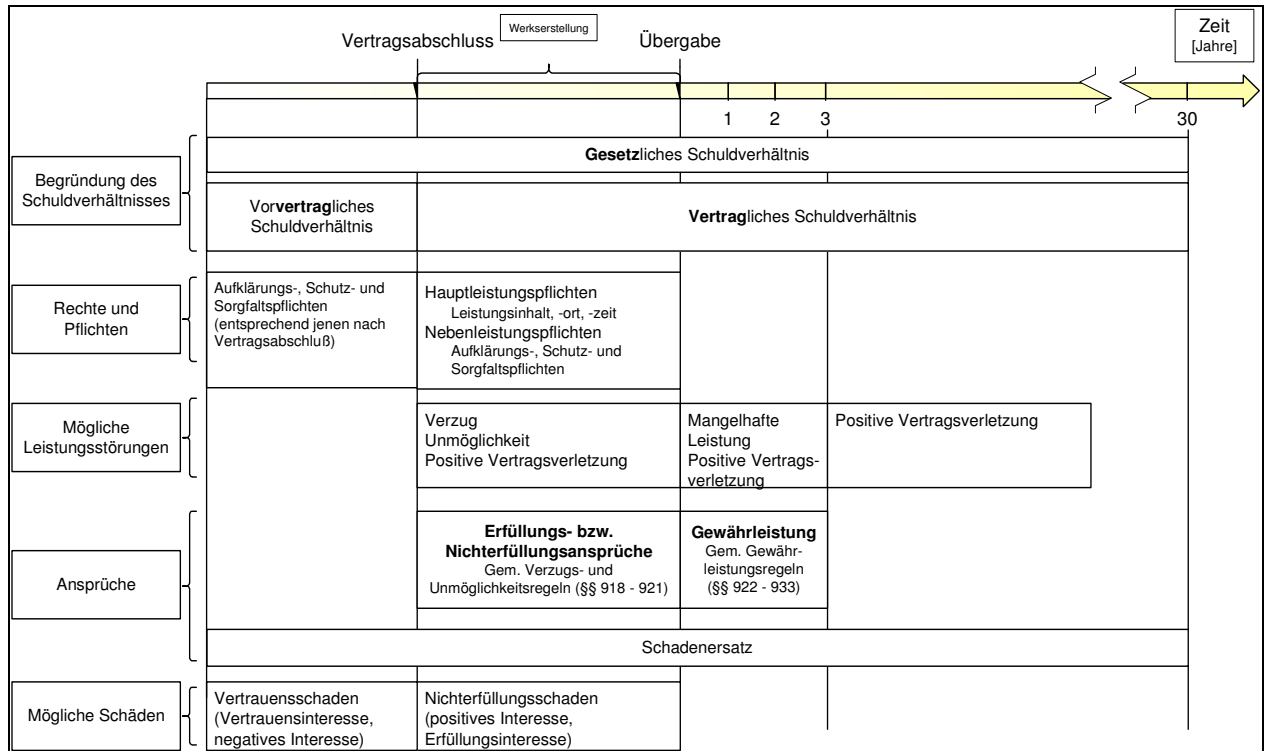 Zeit
[Jahre]
Werkserstellung
Vertragsabschluss
Übergabe
1
2
3
30
Begründung des
Schuldverhältnisses
Gesetzliches Schuldverhältnis
Vorvertragliches
Schuldverhältnis
Vertragliches Schuldverhältnis
Rechte und
Pflichten
Aufklärungs-, Schutz- und
Sorgfaltspflichten
(entsprechend jenen nach
Vertragsabschluß)
Hauptleistungspflichten
Leistungsinhalt, -ort, -zeit
Nebenleistungspflichten
Aufklärungs-, Schutz- und
Sorgfaltspflichten
Mögliche
Leistungsstörungen
Verzug
Unmöglichkeit
Positive Vertragsverletzung
Mangelhafte
Leistung
Positive Vertrags-
verletzung
Positive Vertragsverletzung
Ansprüche
Erfüllungs- bzw.
Nichterfüllungsansprüche
Gem. Verzugs- und
Unmöglichkeitsregeln (§§ 918 - 921)
Gewährleistung
Gem. Gewähr-
leistungsregeln
(§§ 922 - 933)
Schadenersatz
Mögliche Schäden
Vertrauensschaden
(Vertrauensinteresse,
negatives Interesse)
Nichterfüllungsschaden
(positives Interesse,
Erfüllungsinteresse)